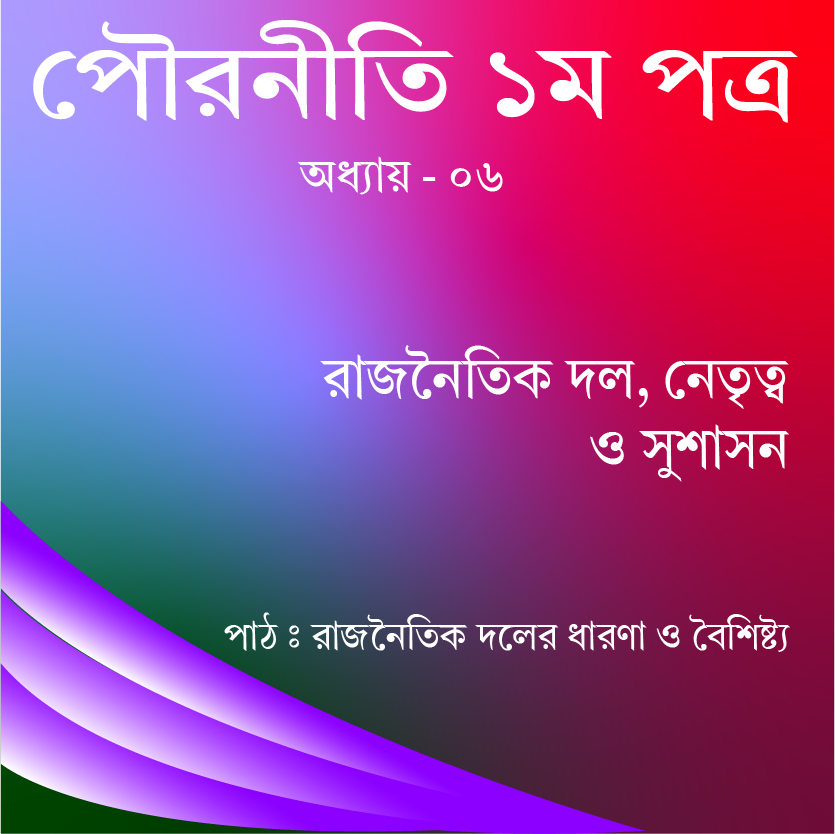 পৌরনীতি ১ম পত্র
অধ্যায় - ০৬
রাজনৈতিক দল, নেতৃত্ব
ও সুশাসন
পাঠ ঃ রাজনৈতিক দলের ধারণা ও বৈশিষ্ট্য